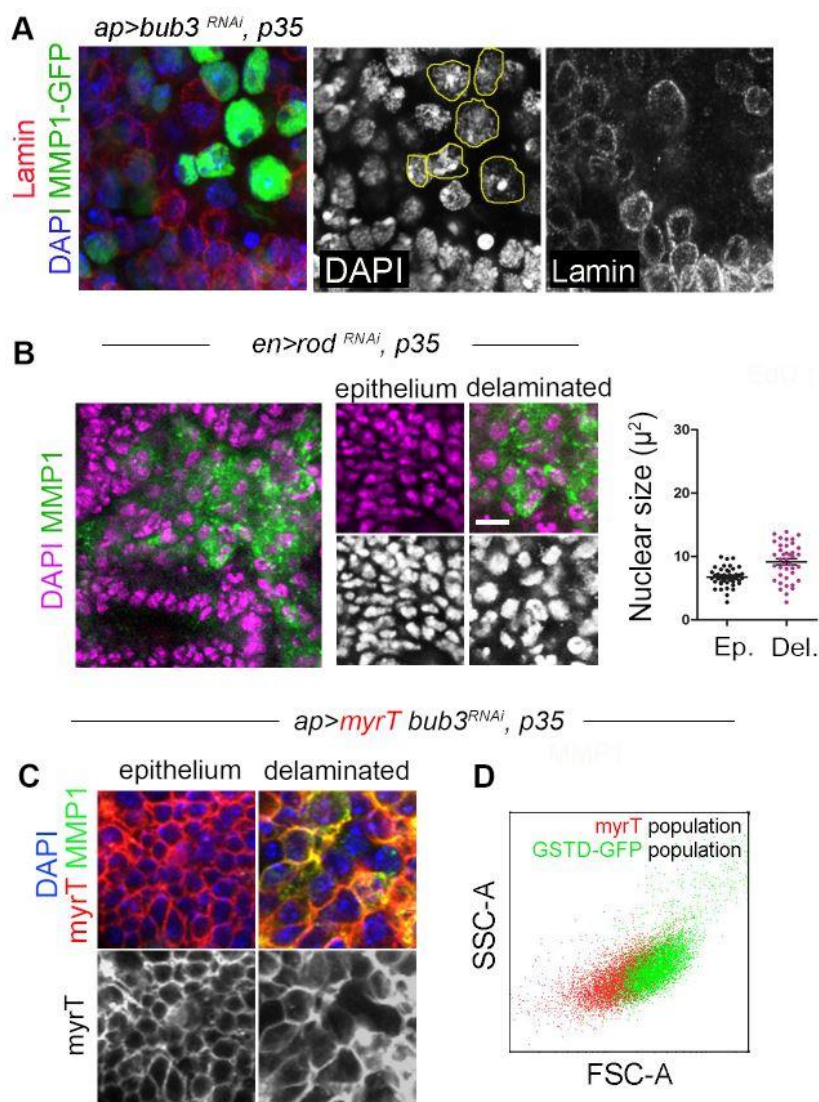 A
ap>bub3 RNAi, p35
Lamin
DAPI MMP1-GFP
DAPI
Lamin
B
en>rod RNAi, p35
DAPI MMP1
epithelium
delaminated
Nuclear size (µ²)
30
20
10
0
Ep.
Del.
ap>myrT bub3RNAi, p35
MMP1
C
epithelium
delaminated
DAPI
myrT MMP1
myrT
D
myrT population
GSTD-GFP population
SSC-A
FSC-A